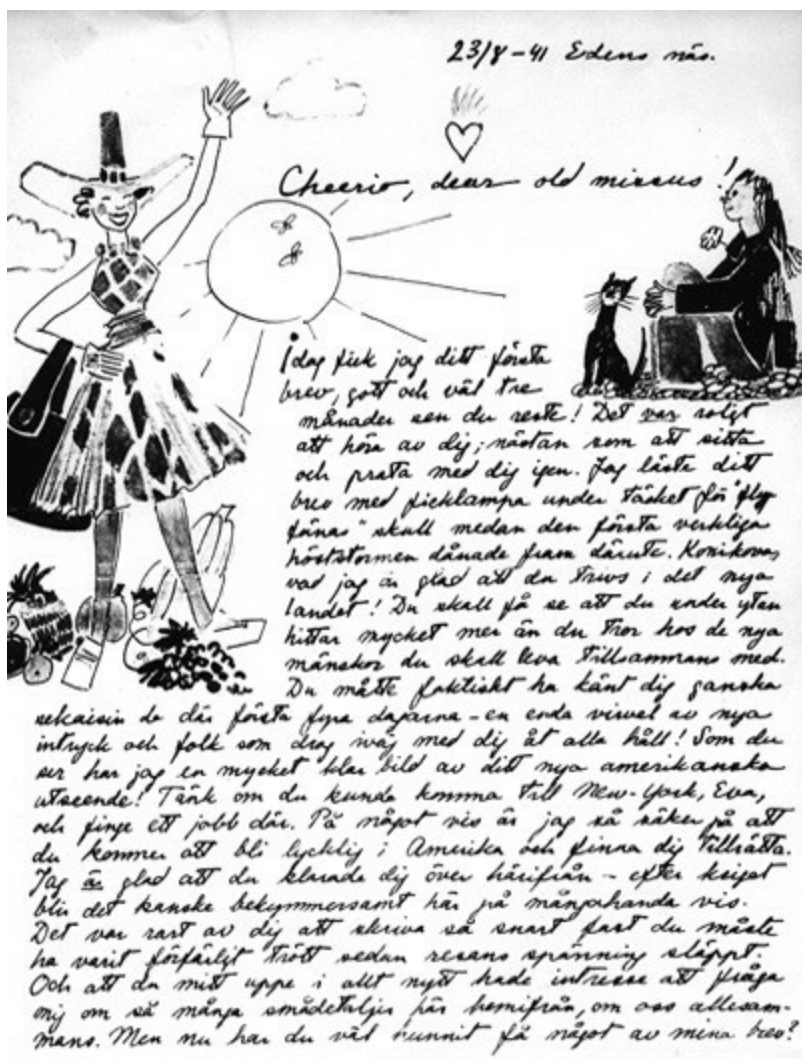 23/8-41 Edens näs.
Cheerio, dear old missus!
Idag fick jag ditt första
brev, gott och väl tre
månader sen du reste! Det var roligt
att höra av dig; nästan som att sitta
och prata med dig igen. Jag läste ditt
brev med ficklampa under täcket för "flyg
fånas" skull medan den första verkliga
höststormen dånade fram därute. Konikova,
vad jag är glad att du trivs i det nya
landet! Du skall få se att du under ytan
hittar mycket mer än du tror hos de nya
mänskor du skall leva tillsammans med.
Du måtte faktiskt ha känt dig ganska
sekaisin de där första fyra dagarna - en enda virvel av nya
intryck och folk som drog iväg med dig åt alla håll! Som du
ser har jag en mycket klar bild av ditt nya amerikanska
utseende! Tänk om du kunde komma till New-York, Eva,
och finge ett jobb där. På något vis är jag så säker på att
du kommer att bli lycklig i Amerika och finna dig tillrätta.
Jag är glad att du klarade dig över härifrån - efter kriget
blir det kanske bekymmersamt här på mångahanda vis.
Det var rart av dig att skriva så snart fast du måste
ha varit förfärligt trött sedan resans spänning släppt.
Och att du mitt uppe i allt nytt hade intresse att fråga
mig om så många smådetaljer här hemifrån, om oss allesam-
mans. Men nu har du väl hunnit få något av mina brev?